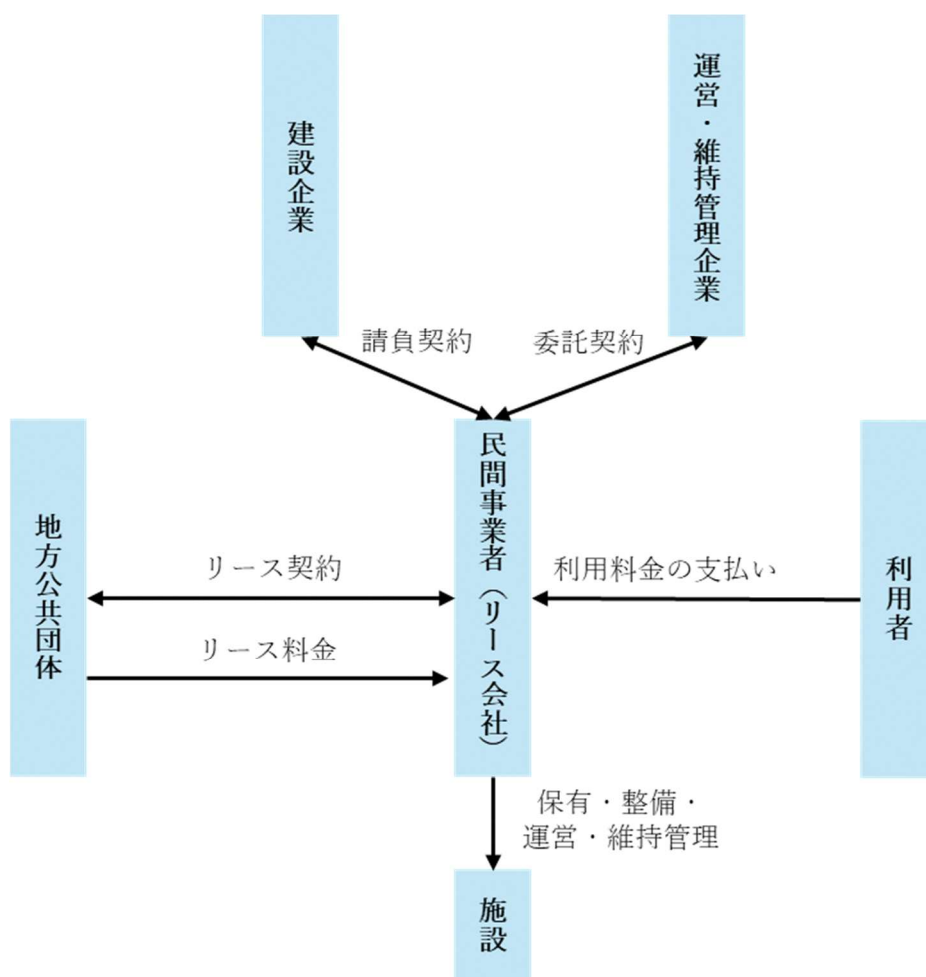 建設企業
運営・維持管理企業
請負契約
委託契約
地方公共団体
リース契約
リース料金
民間事業者（リース会社）
利用料金の支払い
利用者
保有・整備・
運営・維持管理
施設